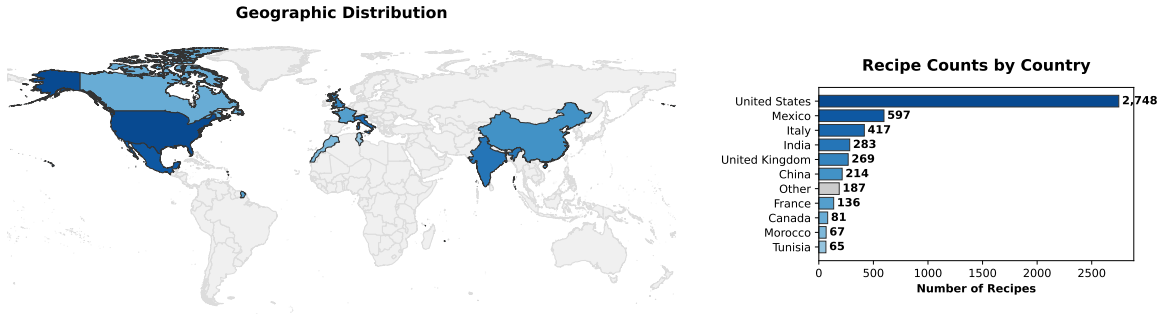 Geographic Distribution
Recipe Counts by Country
United States 2,748
Mexico 597
Italy 417
India 283
United Kingdom 269
China 214
Other 187
France 136
Canada 81
Morocco 67
Tunisia 65
0 500 1000 1500 2000 2500
Number of Recipes